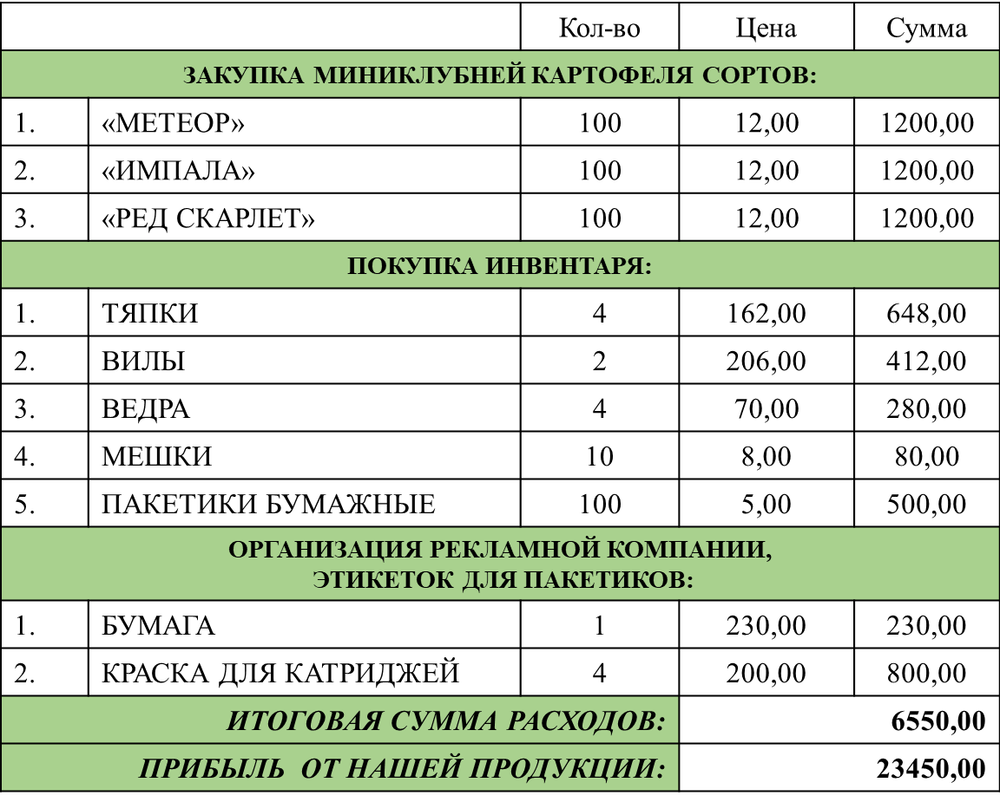 Кол-во Цена Сумма
ЗАКУПКА МИНИКЛУБНЕЙ КАРТОФЕЛЯ СОРТОВ:
1. «МЕТЕОР» 100 12,00 1200,00
2. «ИМПАЛА» 100 12,00 1200,00
3. «РЕД СКАРЛЕТ» 100 12,00 1200,00
ПОКУПКА ИНВЕНТАРЯ:
1. ТЯПКИ 4 162,00 648,00
2. ВИЛЫ 2 206,00 412,00
3. ВЕДРА 4 70,00 280,00
4. МЕШКИ 10 8,00 80,00
5. ПАКЕТИКИ БУМАЖНЫЕ 100 5,00 500,00
ОРГАНИЗАЦИЯ РЕКЛАМНОЙ КОМПАНИИ,
ЭТИКЕТОК ДЛЯ ПАКЕТИКОВ:
1. БУМАГА 1 230,00 230,00
2. КРАСКА ДЛЯ КАТРИДЖЕЙ 4 200,00 800,00
ИТОГОВАЯ СУММА РАСХОДОВ: 6550,00
ПРИБЫЛЬ ОТ НАШЕЙ ПРОДУКЦИИ: 23450,00